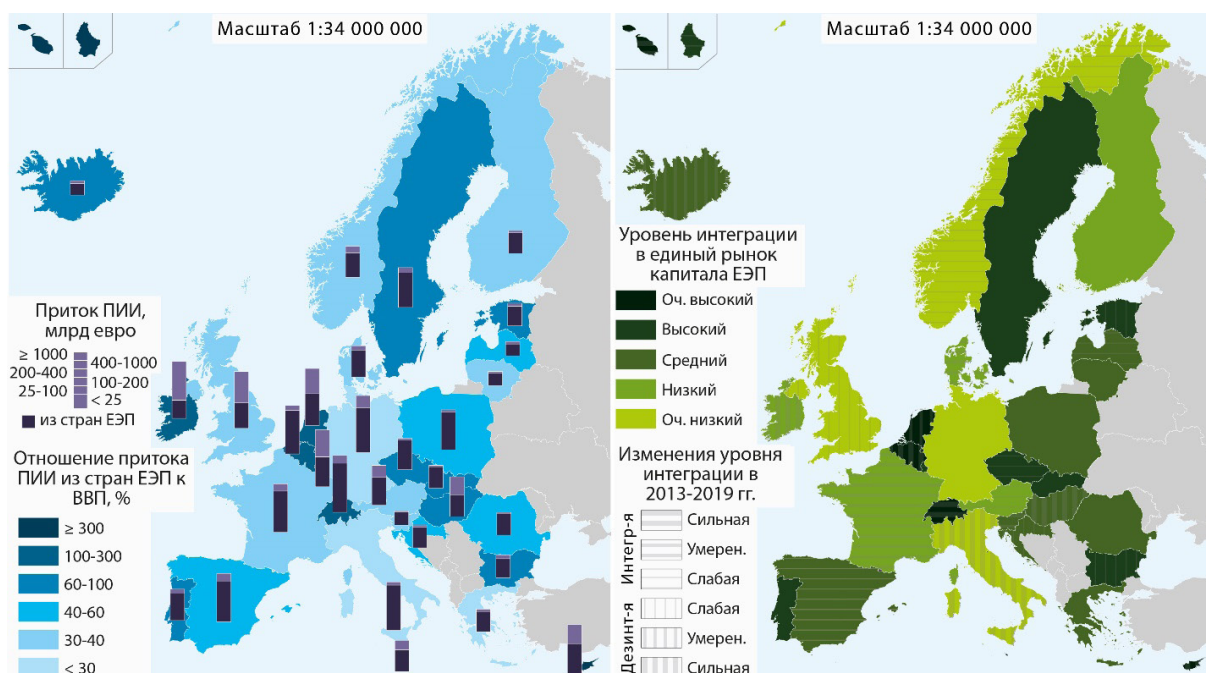 Масштаб 1:34 000 000
Приток ПИИ,
млрд евро
≥ 1000
400-1000
200-400
100-200
25-100
< 25
из стран ЕЭП
Отношение притока
ПИИ из стран ЕЭП к
ВВП, %
≥ 300
100-300
60-100
40-60
30-40
< 30
Масштаб 1:34 000 000
Уровень интеграции
в единый рынок
капитала ЕЭП
Оч. высокий
Высокий
Средний
Низкий
Оч. низкий
Изменения уровня
интеграции в
2013-2019 гг.
Интегр-я
Сильная
Умерен.
Слабая
Дезинт-я
Слабая
Умерен.
Сильная